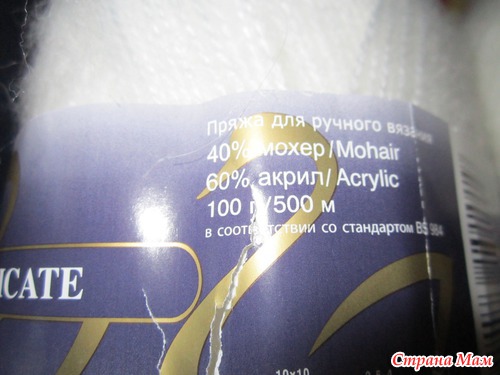 Пряжа для ручного вязания
40% мохер/Mohair
60% акрил/Acrylic
100 г/500 м
в соответствии со стандартом BS 984
ICATE
10x10
Страна Мам